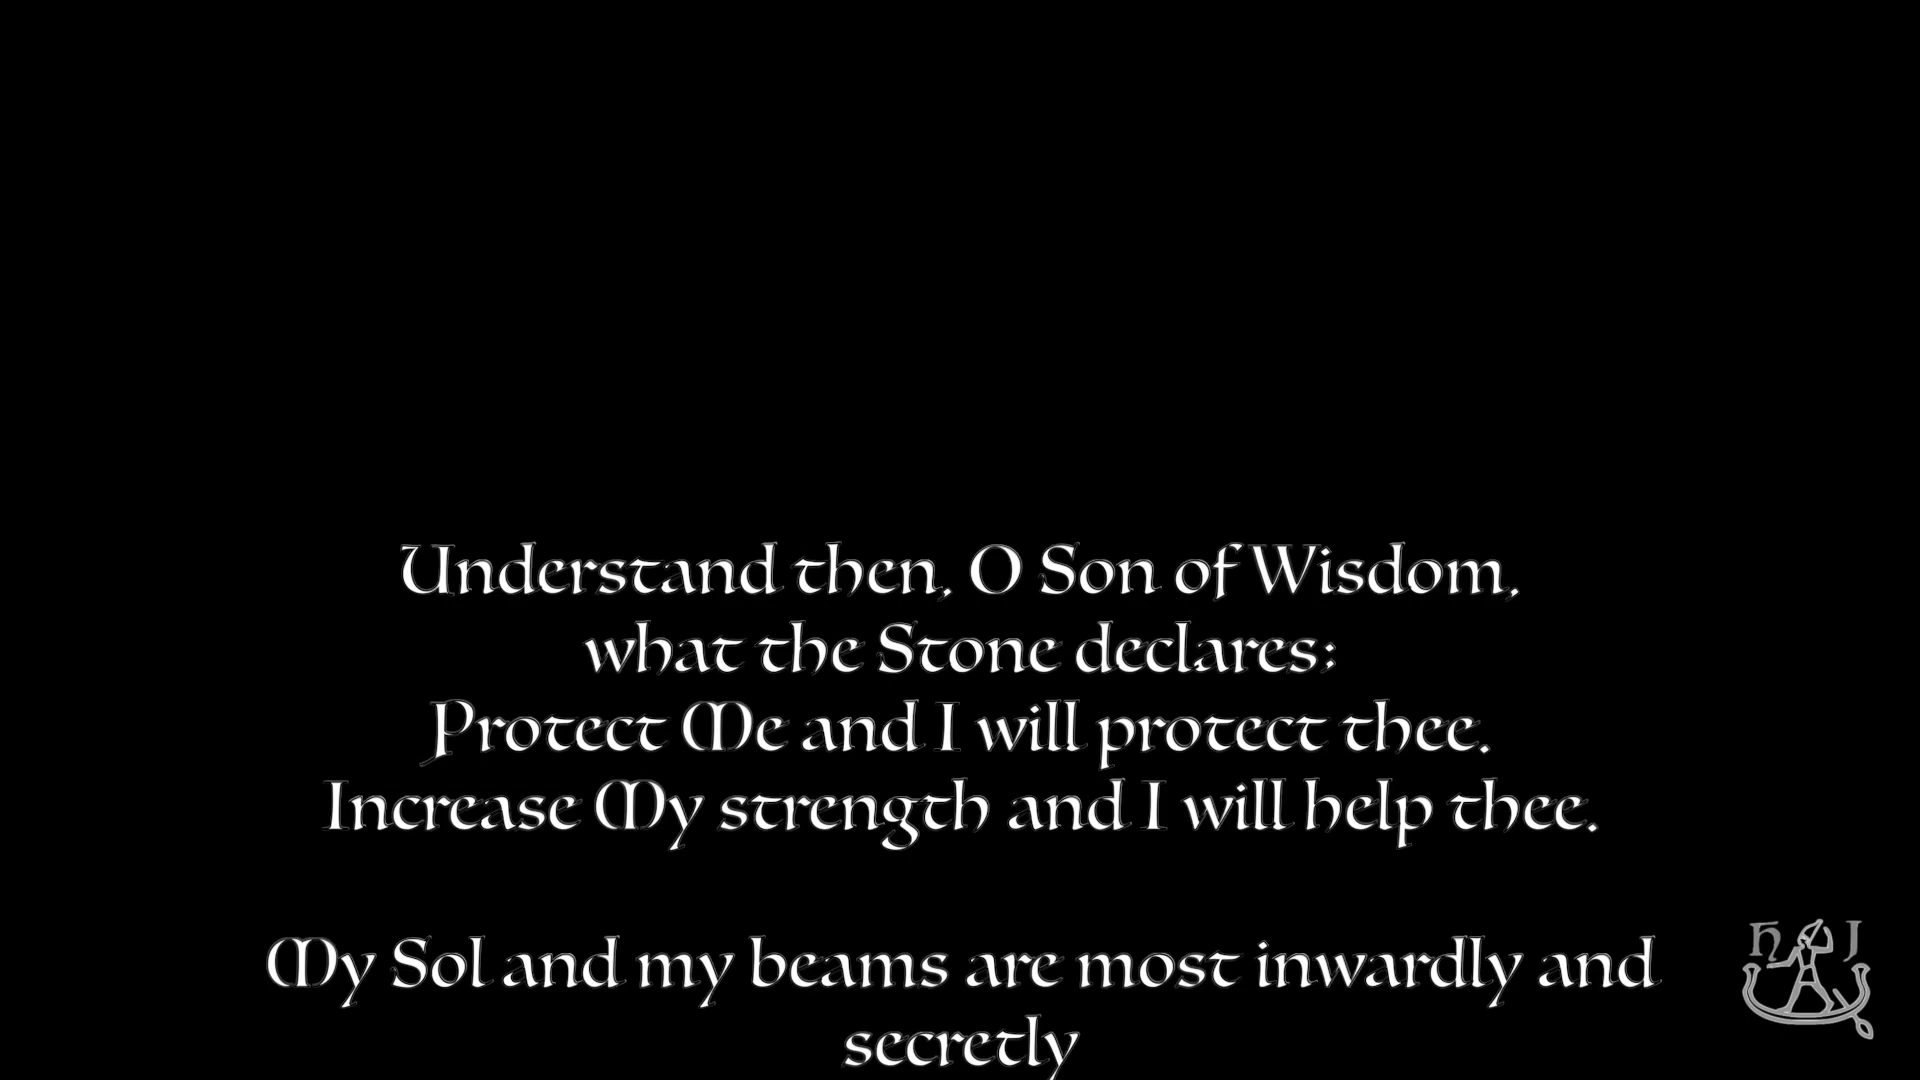 Understand then, O Son of Wisdom,
what the Stone declares:
Protect Me and I will protect thee.
Increase My strength and I will help thee.
My Sol and my beams are most inwardly and
secretly
H J